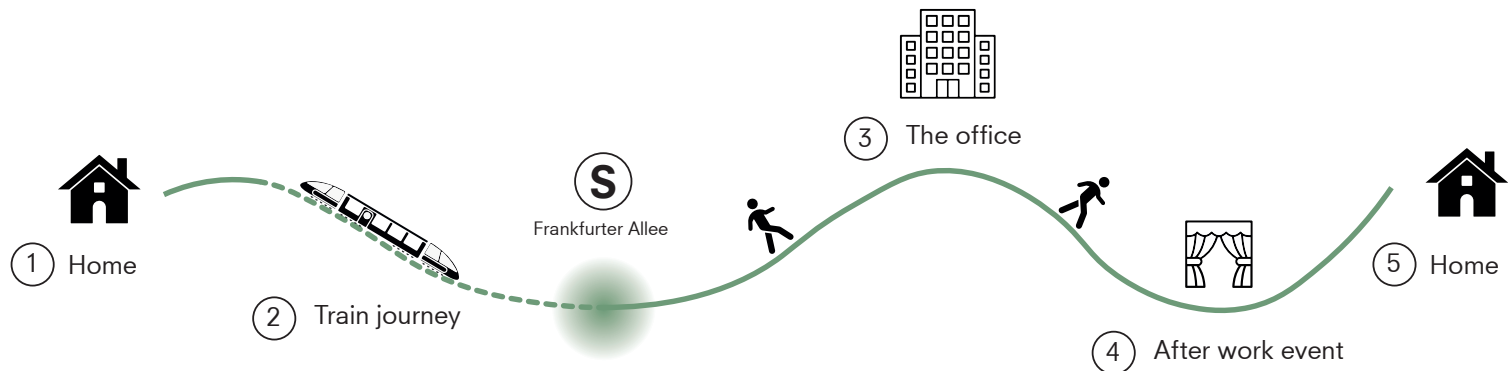 1 Home
2 Train journey
S
Frankfurter Allee
3 The office
4 After work event
5 Home